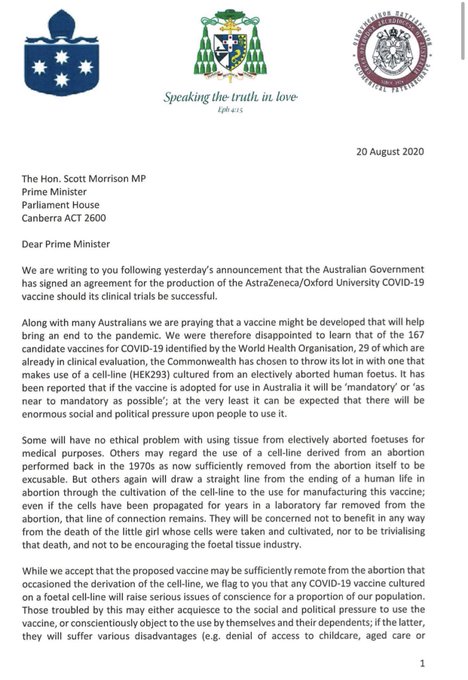 ΟΙΚΟΥΜΕΝΙΚΟΝ ΠΑΤΡΙΑΡΧΕΙΟΝ
ECUMENICAL PATRIARCHATE
Speaking the truth in love
Eph 4:15
20 August 2020
The Hon. Scott Morrison MP
Prime Minister
Parliament House
Canberra ACT 2600
Dear Prime Minister
We are writing to you following yesterday's announcement that the Australian Government
has signed an agreement for the production of the AstraZeneca/Oxford University COVID-19
vaccine should its clinical trials be successful.
Along with many Australians we are praying that a vaccine might be developed that will help
bring an end to the pandemic. We were therefore disappointed to learn that of the 167
candidate vaccines for COVID-19 identified by the World Health Organisation, 29 of which are
already in clinical evaluation, the Commonwealth has chosen to throw its lot in with one that
makes use of a cell-line (HEK293) cultured from an electively aborted human foetus. It has
been reported that if the vaccine is adopted for use in Australia it will be 'mandatory' or 'as
near to mandatory as possible'; at the very least it can be expected that there will be
enormous social and political pressure upon people to use it.
Some will have no ethical problem with using tissue from electively aborted foetuses for
medical purposes. Others may regard the use of a cell-line derived from an abortion
performed back in the 1970s as now sufficiently removed from the abortion itself to be
excusable. But others again will draw a straight line from the ending of a human life in
abortion through the cultivation of the cell-line to the use for manufacturing this vaccine;
even if the cells have been propagated for years in a laboratory far removed from the
abortion, that line of connection remains. They will be concerned not to benefit in any way
from the death of the little girl whose cells were taken and cultivated, nor to be trivialising
that death, and not to be encouraging the foetal tissue industry.
While we accept that the proposed vaccine may be sufficiently remote from the abortion that
occasioned the derivation of the cell-line, we flag to you that any COVID-19 vaccine cultured
on a foetal cell-line will raise serious issues of conscience for a proportion of our population.
Those troubled by this may either acquiesce to the social and political pressure to use the
vaccine, or conscientiously object to the use by themselves and their dependents; if the latter,
they will suffer various disadvantages (e.g. denial of access to childcare, aged care or
1